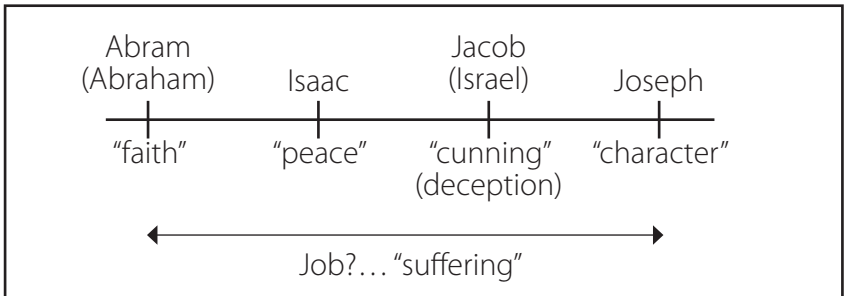 Abram
(Abraham)
Isaac
Jacob
(Israel)
Joseph
“faith”
“peace”
“cunning”
(deception)
“character”
Job?… “suffering”